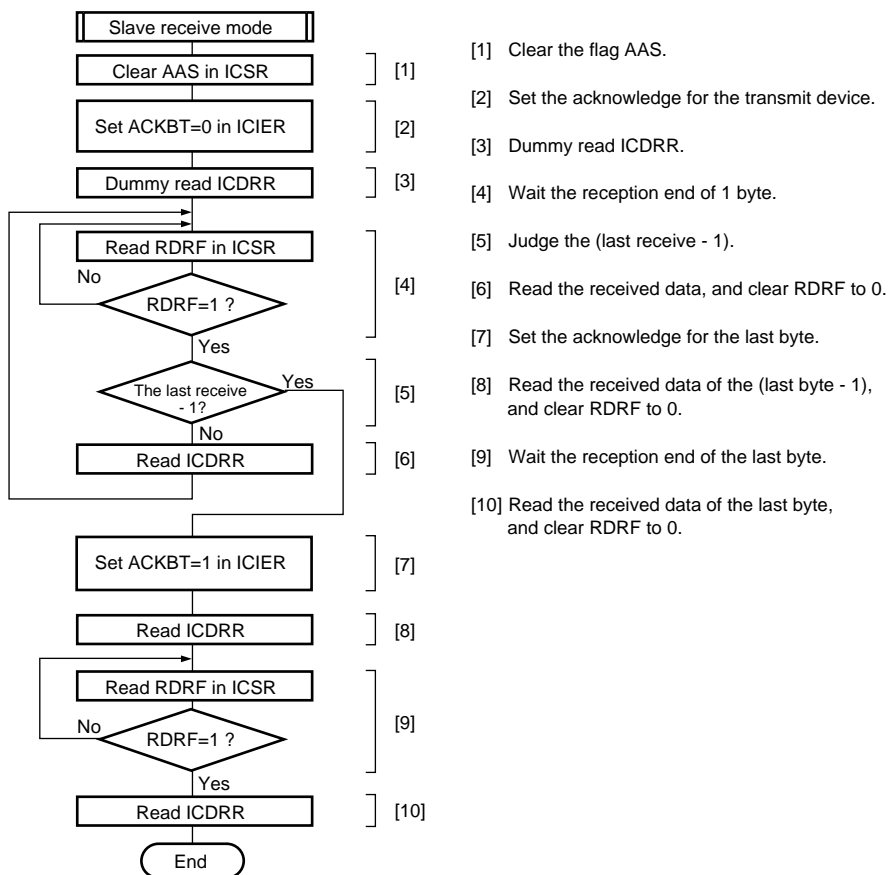 Slave receive mode
Clear AAS in ICSR
[1]
Set ACKBT=0 in ICIER
[2]
Dummy read ICDRR
[3]
Read RDRF in ICSR
No
RDRF=1 ?
[4]
Yes
The last receive
- 1?
Yes
[5]
No
Read ICDRR
[6]
Set ACKBT=1 in ICIER
[7]
Read ICDRR
[8]
Read RDRF in ICSR
No
RDRF=1 ?
[9]
Yes
Read ICDRR
[10]
End
[1] Clear the flag AAS.
[2] Set the acknowledge for the transmit device.
[3] Dummy read ICDRR.
[4] Wait the reception end of 1 byte.
[5] Judge the (last receive - 1).
[6] Read the received data, and clear RDRF to 0.
[7] Set the acknowledge for the last byte.
[8] Read the received data of the (last byte - 1),
and clear RDRF to 0.
[9] Wait the reception end of the last byte.
[10] Read the received data of the last byte,
and clear RDRF to 0.